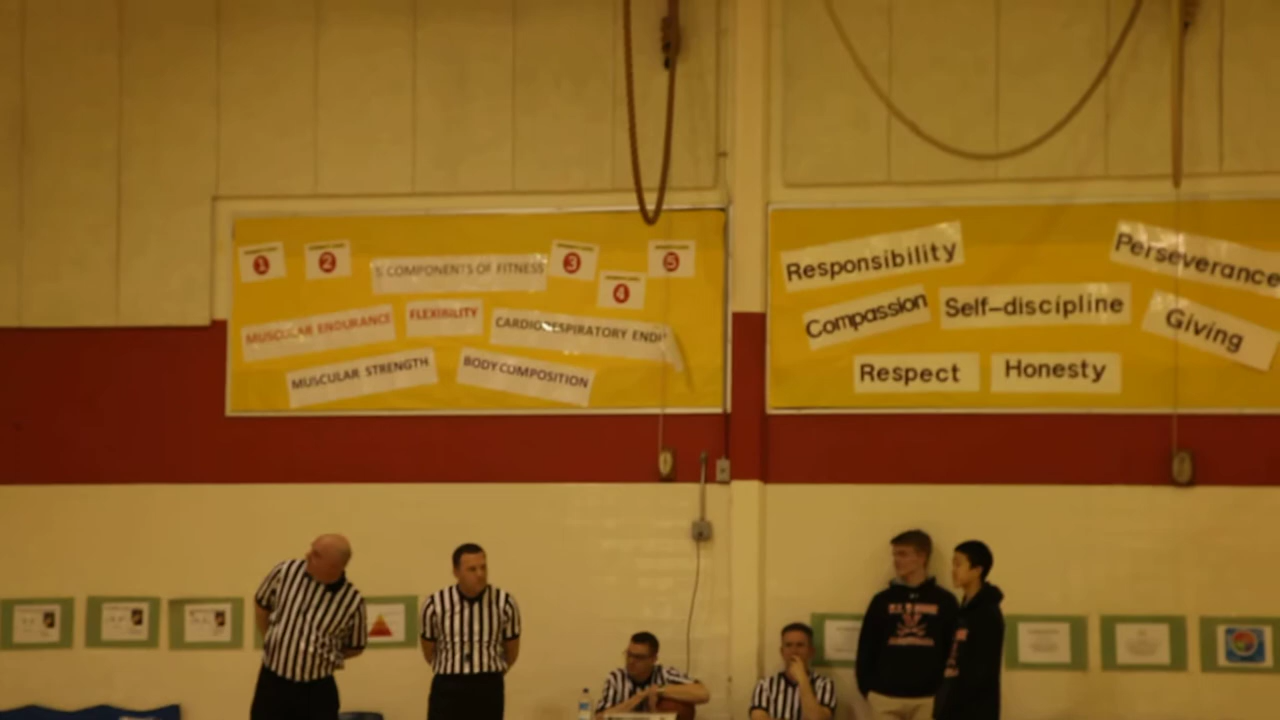 1
2
5 COMPONENTS OF FITNESS
3
4
5
MUSCULAR ENDURANCE
FLEXIBILITY
CARDIORESPIRATORY
MUSCULAR STRENGTH
BODY COMPOSITION
Responsibility
Perseverance
Compassion
Self-discipline
Giving
Respect
Honesty